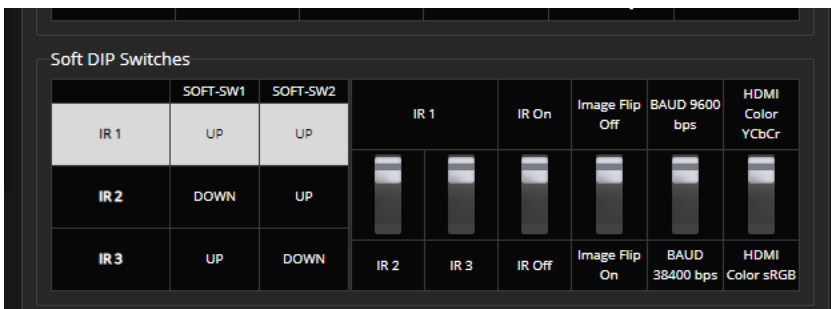 Soft DIP Switches
SOFT-SW1 SOFT-SW2
IR 1 UP UP
IR 2 DOWN UP
IR 3 UP DOWN
IR 1 IR On Image Flip Off BAUD 9600 bps HDMI Color YCbCr
IR 2 IR 3 IR Off Image Flip On BAUD 38400 bps HDMI Color sRGB